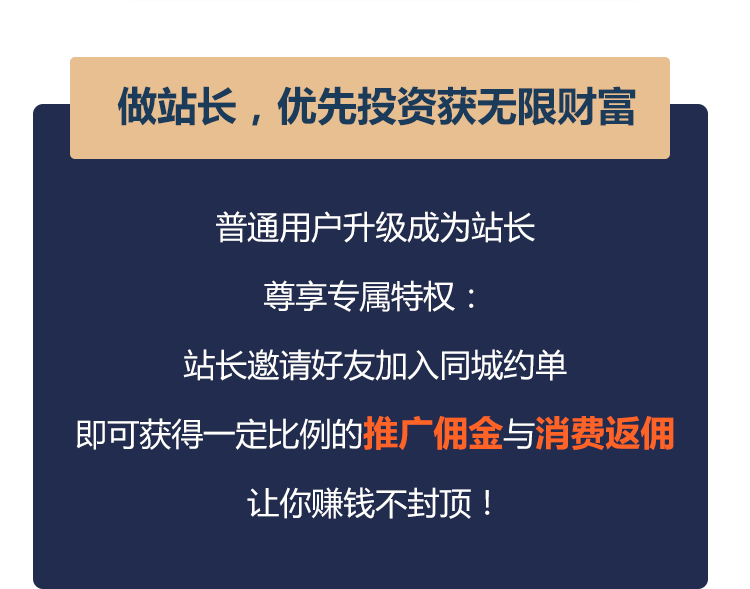 做站长，优先投资获无限财富
普通用户升级成为站长
尊享专属特权：
站长邀请好友加入同城约单
即可获得一定比例的推广佣金与消费返佣
让你赚钱不封顶！